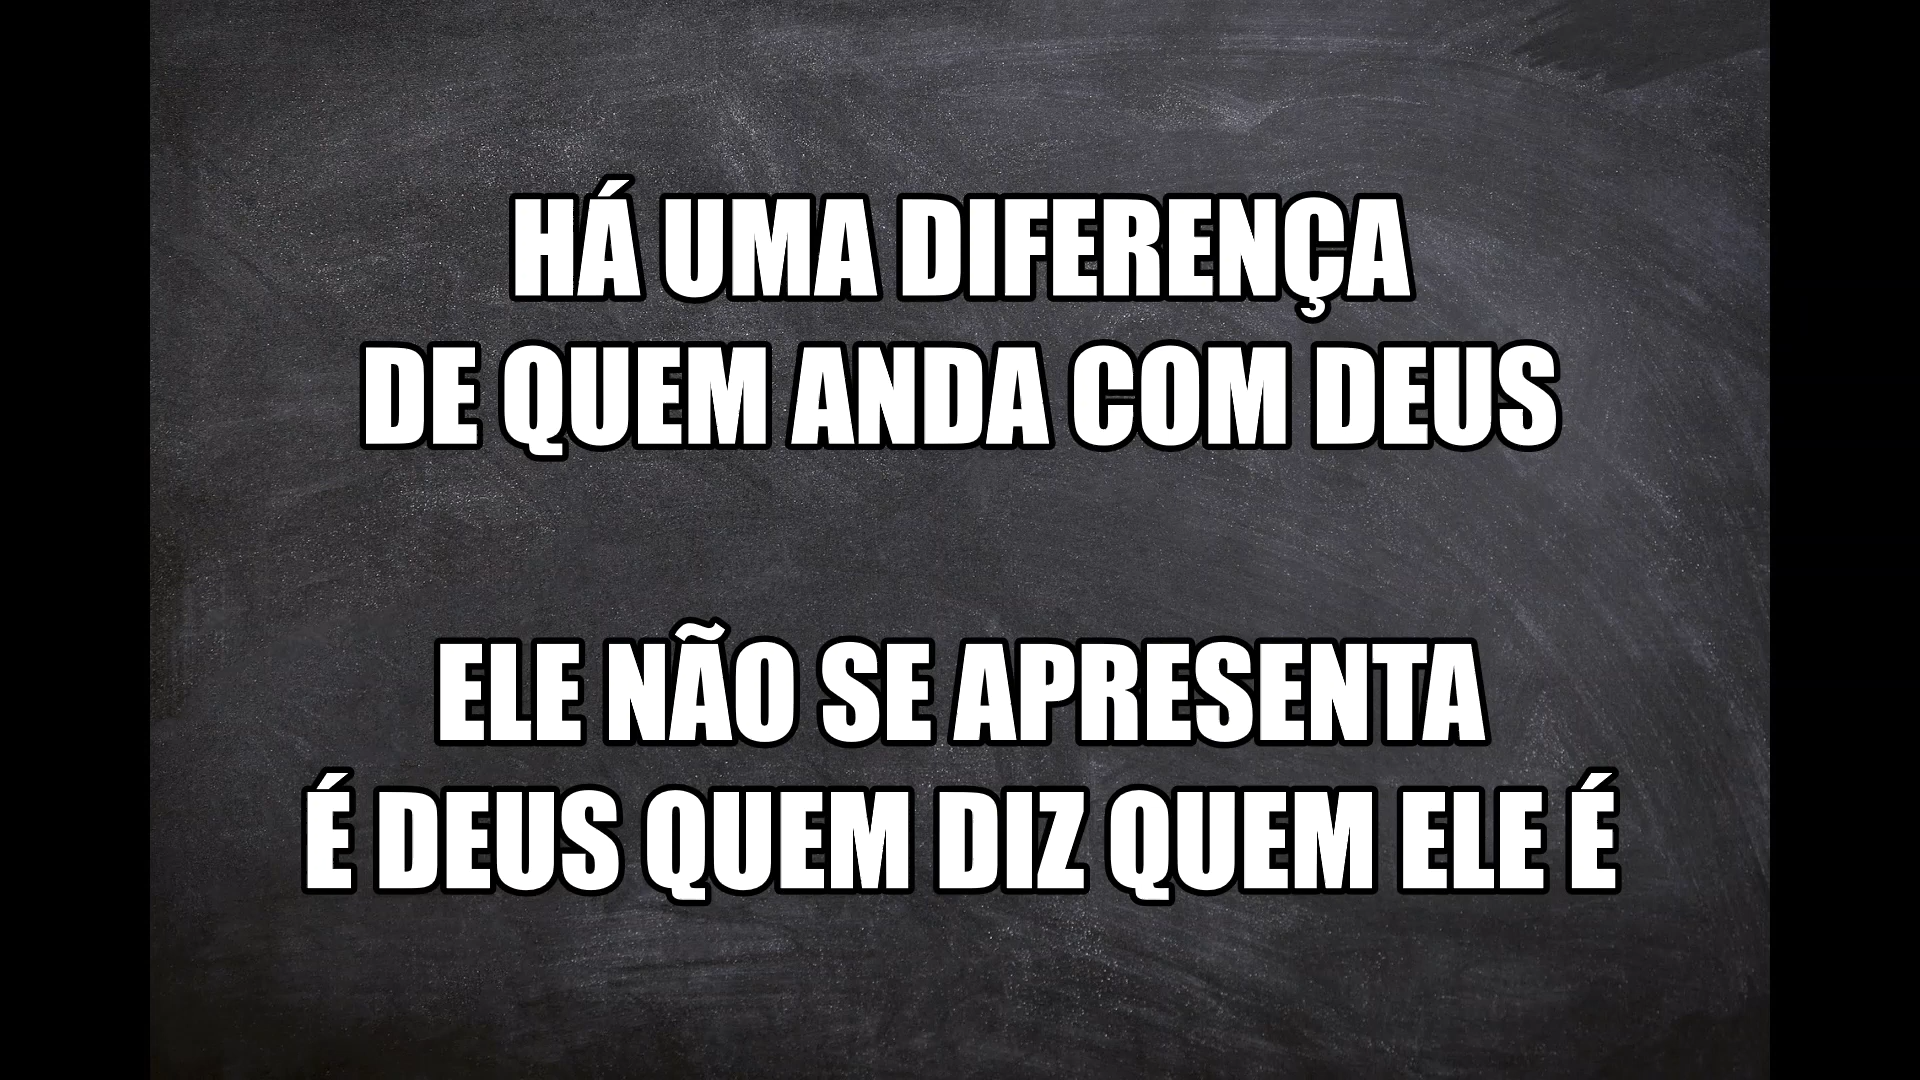 HÁ UMA DIFERENÇA
DE QUEM ANDA COM DEUS
ELE NÃO SE APRESENTA
É DEUS QUEM DIZ QUEM ELE É